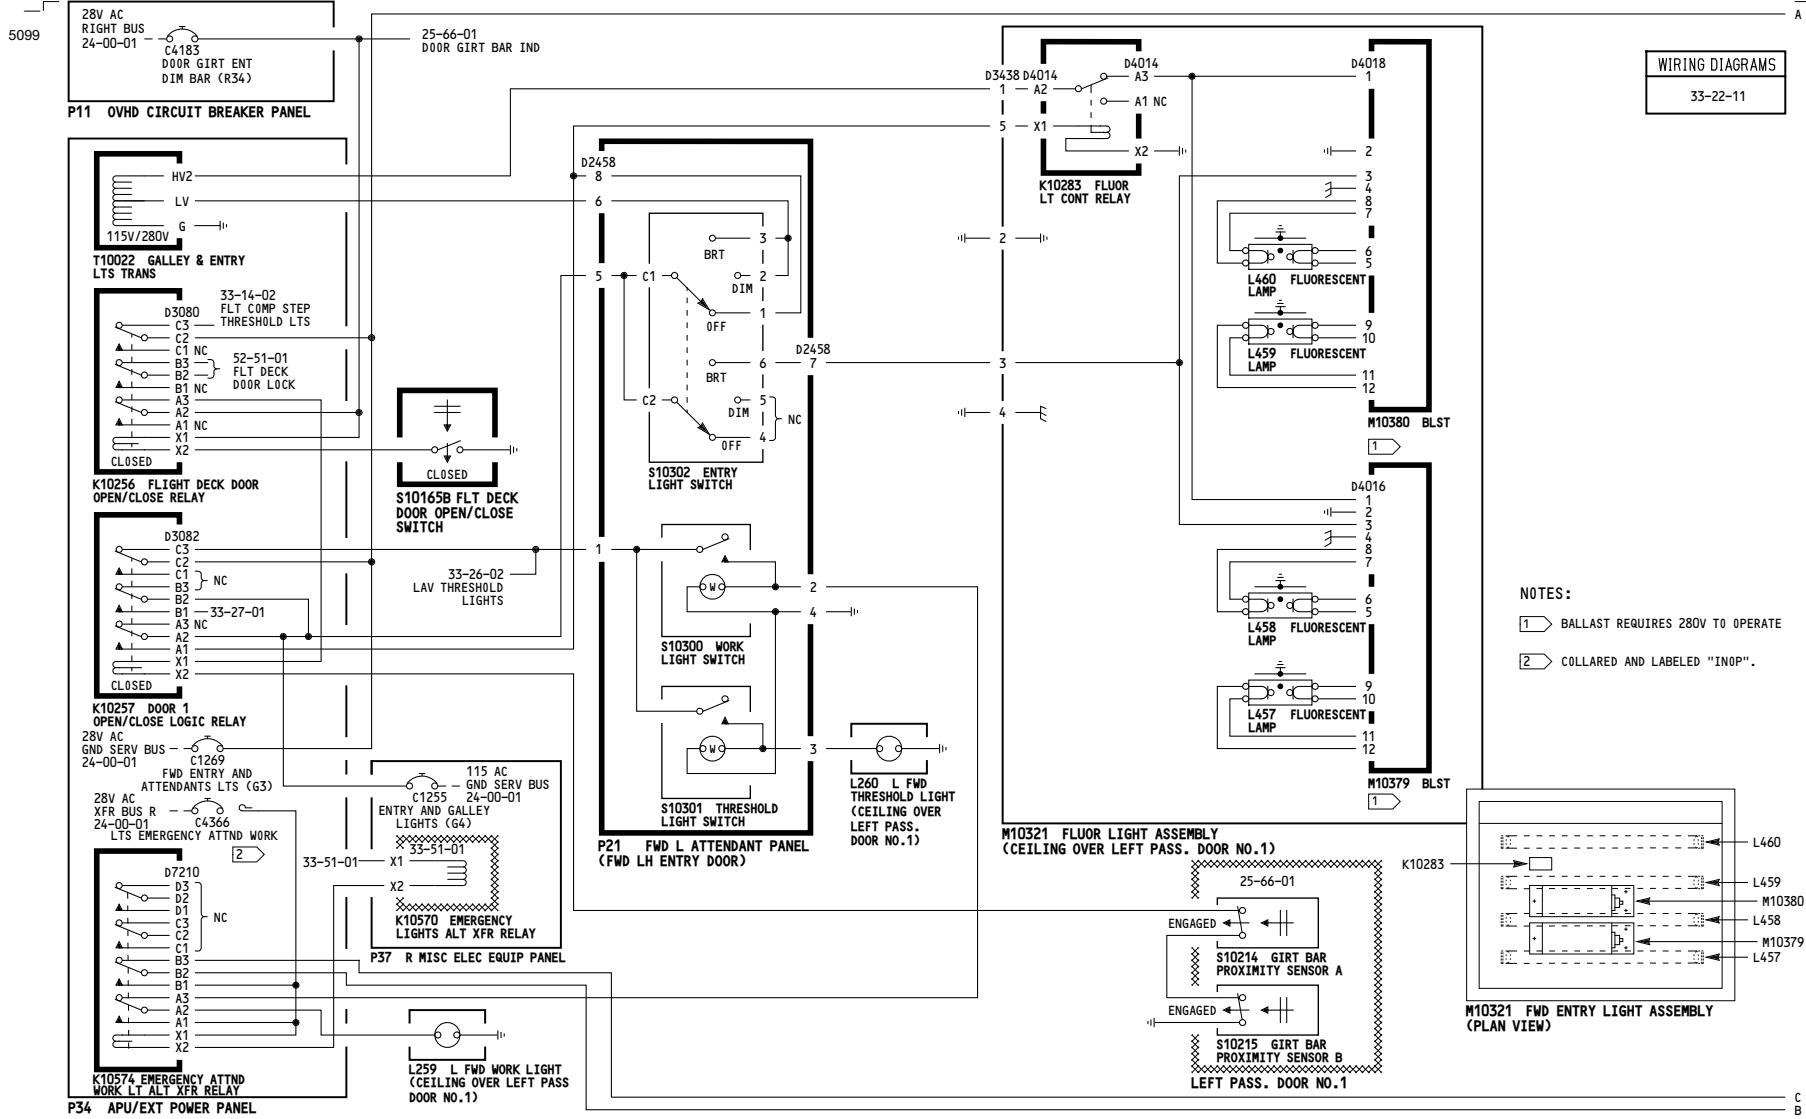 5099
A
28V AC
RIGHT BUS
24-00-01
C4183
DOOR GIRT ENT
DIM BAR (R34)
P11 OVHD CIRCUIT BREAKER PANEL
25-66-01
DOOR GIRT BAR IND
WIRING DIAGRAMS
33-22-11
HV2
LV
G
115V/280V
T10022 GALLEY & ENTRY
LTS TRANS
33-14-02
FLT COMP STEP
THRESHOLD LTS
D3080
C3
C2
C1 NC
B3
B2
B1 NC
A3
A2
A1 NC
X1
X2
CLOSED
52-51-01
FLT DECK
DOOR LOCK
K10256 FLIGHT DECK DOOR
OPEN/CLOSE RELAY
CLOSED
S10165B FLT DECK
DOOR OPEN/CLOSE
SWITCH
D3082
C3
C2
C1
B3
NC
B2
B1 33-27-01
A3 NC
A2
A1
X1
X2
CLOSED
K10257 DOOR 1
OPEN/CLOSE LOGIC RELAY
33-26-02
LAV THRESHOLD
LIGHTS
28V AC
GND SERV BUS
24-00-01
C1269
FWD ENTRY AND
ATTENDANTS LTS (G3)
28V AC
XFR BUS R
24-00-01
C4366
LTS EMERGENCY ATTND WORK
2
D7210
D3
D2
D1
C3
C2
C1
NC
B3
B2
B1
A3
A2
A1
X1
X2
K10574 EMERGENCY ATTND
WORK LT ALT XFR RELAY
P34 APU/EXT POWER PANEL
115 AC
GND SERV BUS
24-00-01
C1255
ENTRY AND GALLEY
LIGHTS (G4)
33-51-01
33-51-01
X1
X2
K10570 EMERGENCY
LIGHTS ALT XFR RELAY
P37 R MISC ELEC EQUIP PANEL
L259 L FWD WORK LIGHT
(CEILING OVER LEFT PASS
DOOR NO.1)
D2458
8
6
5
1
BRT
3
DIM
2
C1
OFF
1
BRT
6
DIM
5
C2
OFF
4
NC
D2458
7
S10302 ENTRY
LIGHT SWITCH
W
2
4
S10300 WORK
LIGHT SWITCH
W
3
S10301 THRESHOLD
LIGHT SWITCH
P21 FWD L ATTENDANT PANEL
(FWD LH ENTRY DOOR)
L260 L FWD
THRESHOLD LIGHT
(CEILING OVER
LEFT PASS.
DOOR NO.1)
D3438
1
5
2
3
4
D4014
A2
X1
D4014
A3
A1 NC
X2
K10283 FLUOR
LT CONT RELAY
D4018
1
2
3
4
8
7
6
5
L460 FLUORESCENT
LAMP
9
10
L459 FLUORESCENT
LAMP
11
12
M10380 BLST
1
D4016
1
2
3
4
8
7
6
5
L458 FLUORESCENT
LAMP
9
10
L457 FLUORESCENT
LAMP
11
12
M10379 BLST
1
M10321 FLUOR LIGHT ASSEMBLY
(CEILING OVER LEFT PASS. DOOR NO.1)
25-66-01
ENGAGED
S10214 GIRT BAR
PROXIMITY SENSOR A
ENGAGED
S10215 GIRT BAR
PROXIMITY SENSOR B
LEFT PASS. DOOR NO.1
NOTES:
1 BALLAST REQUIRES 280V TO OPERATE
2 COLLARED AND LABELED "INOP".
K10283
L460
L459
M10380
L458
M10379
L457
M10321 FWD ENTRY LIGHT ASSEMBLY
(PLAN VIEW)
C
B